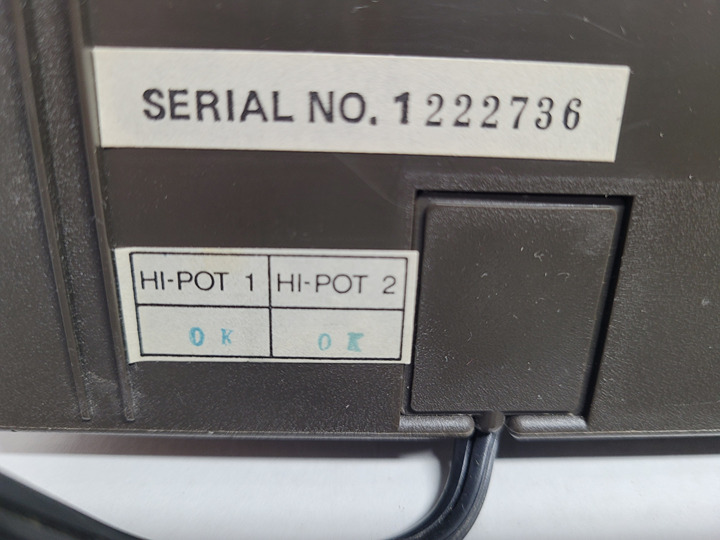 SERIAL NO. 1222736
HI-POT 1 HI-POT 2
OK OK